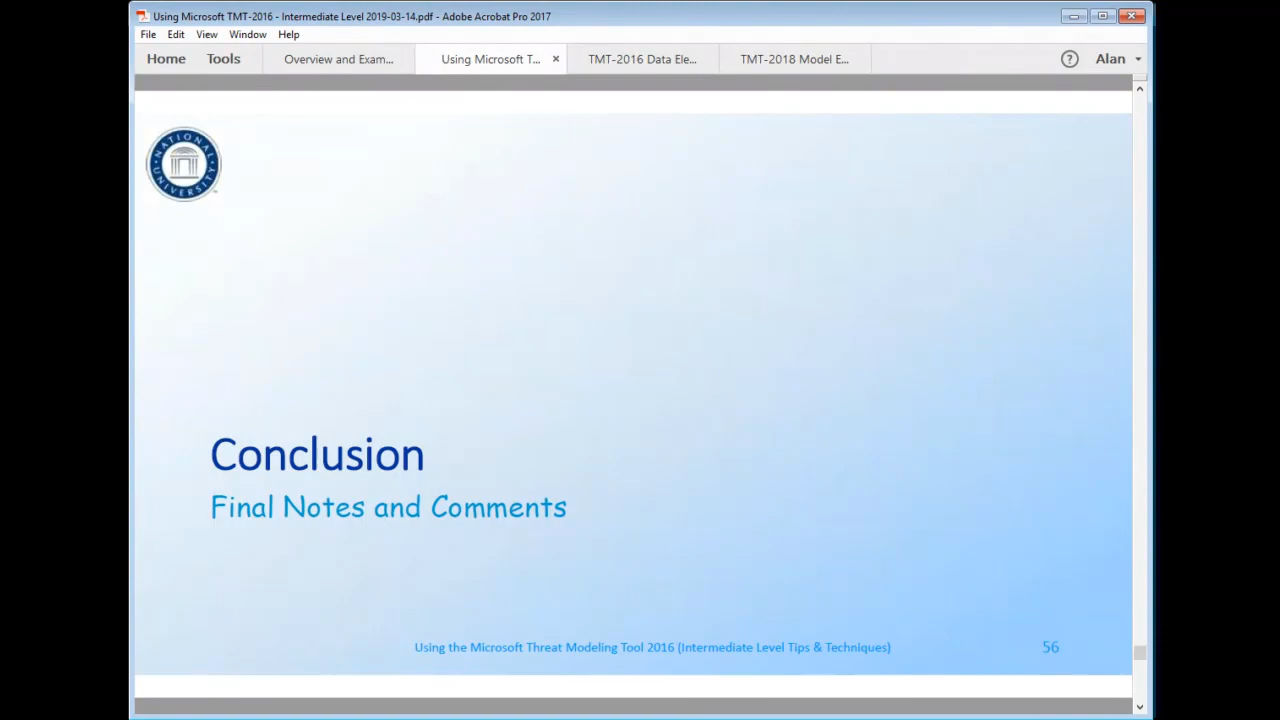 Using Microsoft TMT-2016 - Intermediate Level 2019-03-14.pdf - Adobe Acrobat Pro 2017
File Edit View Window Help
Home Tools Overview and Exam... Using Microsoft T... × TMT-2016 Data Ele... TMT-2018 Model E... ? Alan
NATIONAL UNIVERSITY
Conclusion
Final Notes and Comments
Using the Microsoft Threat Modeling Tool 2016 (Intermediate Level Tips & Techniques) 56